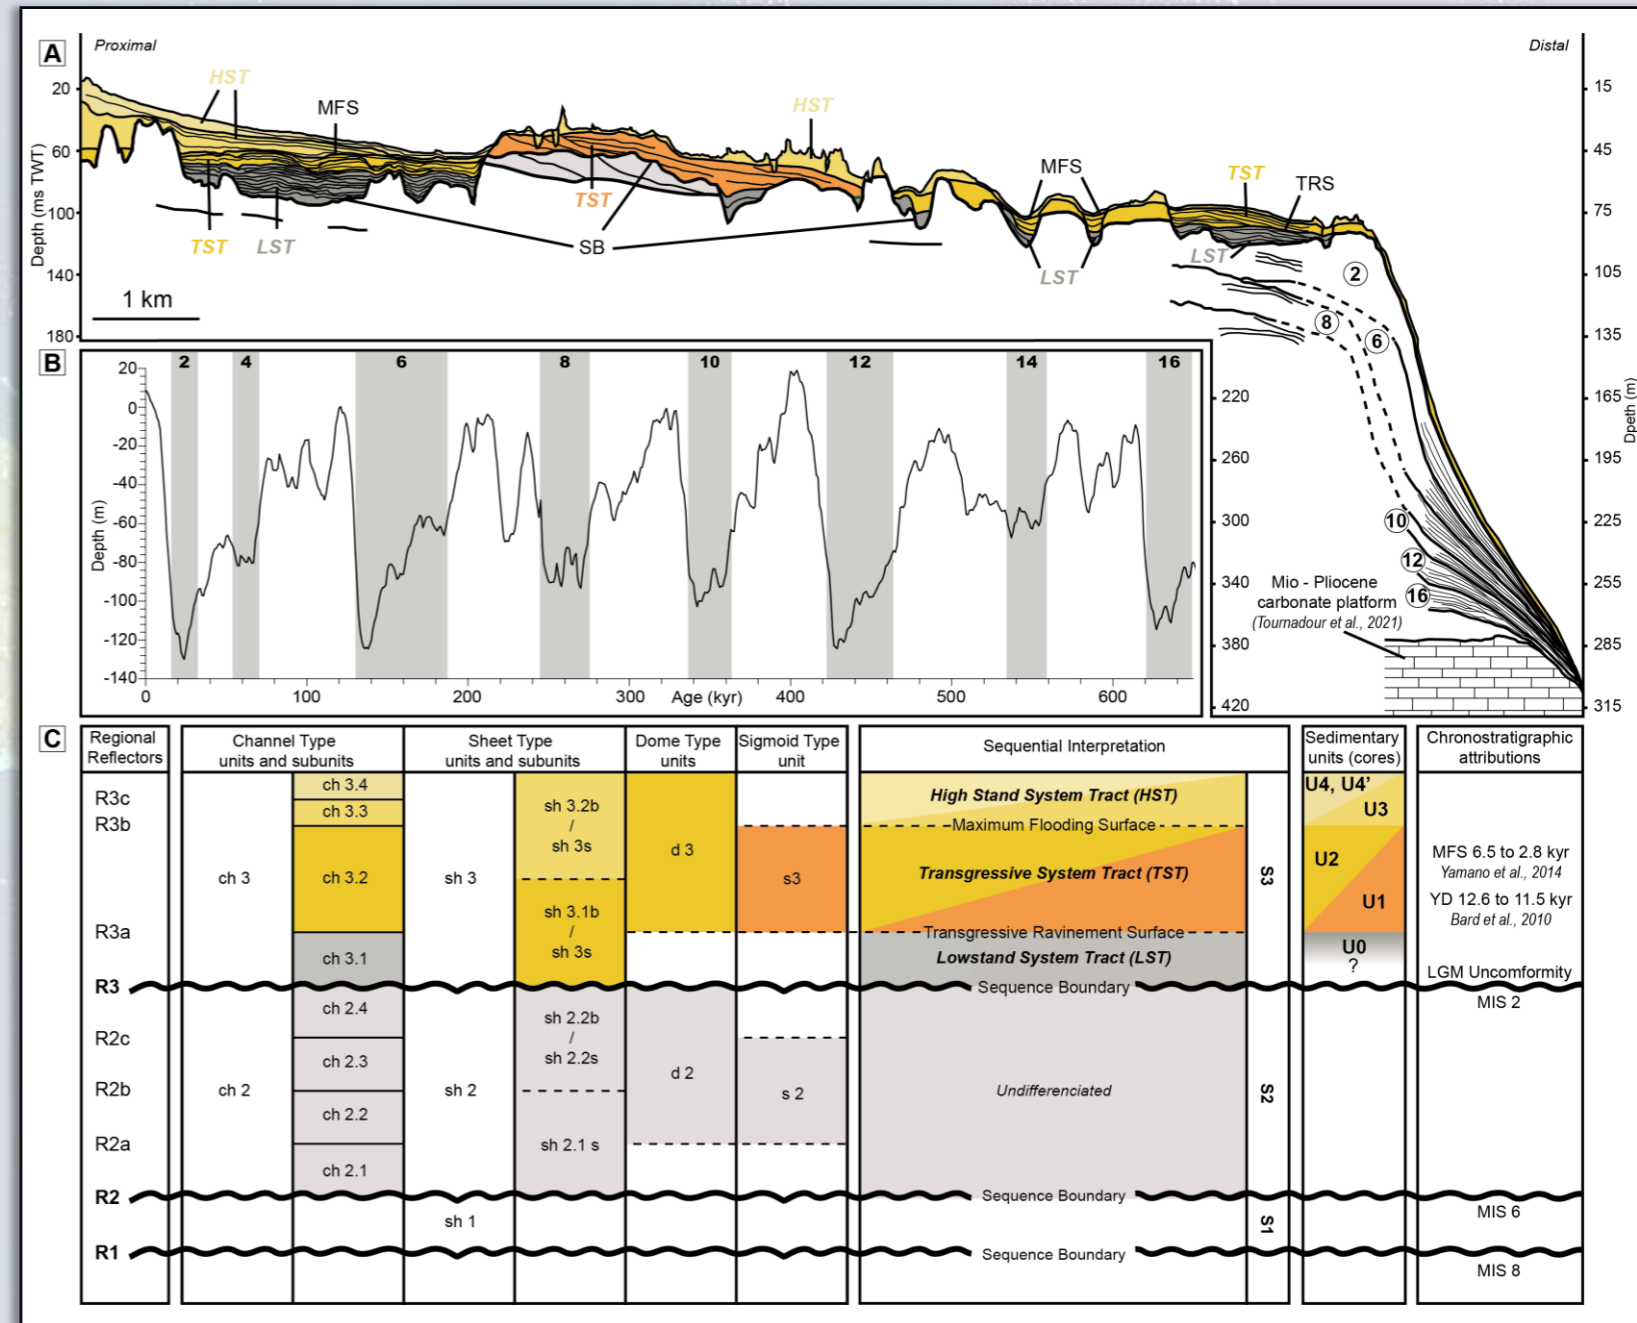 A
Proximal
Distal
HST
MFS
HST
MFS
TST
TRS
TST
SB
TST
LST
LST
LST
1 km
Depth (ms TWT)
20
60
100
140
180
220
260
300
340
380
420
15
45
75
105
135
165
195
225
255
285
315
Dpeth (m)
2
8
6
10
12
16
Mio - Pliocene
carbonate platform
(Tournadour et al., 2021)
B
2 4 6 8 10 12 14 16
Depth (m)
20
0
-20
-40
-60
-80
-100
-120
-140
0 100 200 300 400 500 600
Age (kyr)
C
Regional
Reflectors
Channel Type
units and subunits
Sheet Type
units and subunits
Dome Type
units
Sigmoid Type
unit
Sequential Interpretation
Sedimentary
units (cores)
Chronostratigraphic
attributions
R3c
R3b
R3a
R3
R2c
R2b
R2a
R2
R1
ch 3
ch 2
ch 3.4
ch 3.3
ch 3.2
ch 3.1
ch 2.4
ch 2.3
ch 2.2
ch 2.1
sh 3
sh 2
sh 1
sh 3.2b
/
sh 3s
sh 3.1b
/
sh 3s
sh 2.2b
/
sh 2.2s
sh 2.1 s
d 3
d 2
s3
s 2
High Stand System Tract (HST)
Maximum Flooding Surface
Transgressive System Tract (TST)
Transgressive Ravinement Surface
Lowstand System Tract (LST)
Sequence Boundary
Undifferenciated
Sequence Boundary
Sequence Boundary
S3
S2
S1
U4, U4'
U3
U2
U1
U0
?
MFS 6.5 to 2.8 kyr
Yamano et al., 2014
YD 12.6 to 11.5 kyr
Bard et al., 2010
LGM Uncomformity
MIS 2
MIS 6
MIS 8